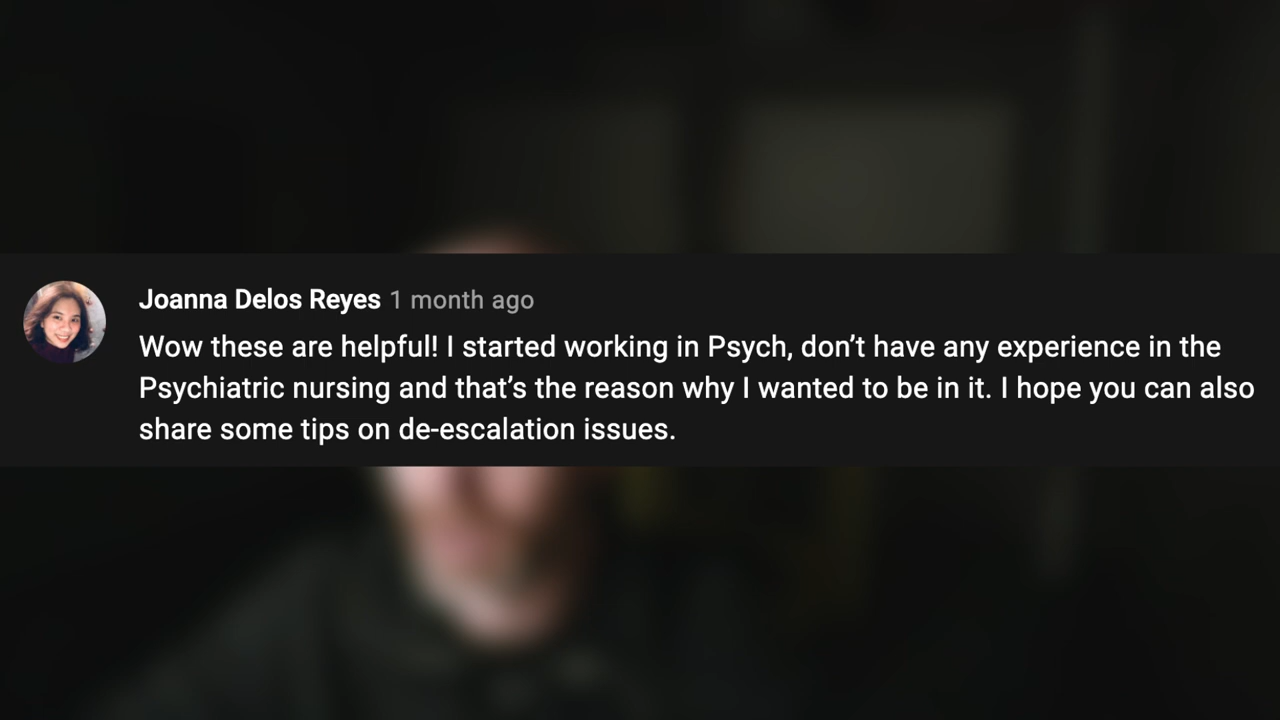 Joanna Delos Reyes 1 month ago
Wow these are helpful! I started working in Psych, don’t have any experience in the
Psychiatric nursing and that’s the reason why I wanted to be in it. I hope you can also
share some tips on de-escalation issues.